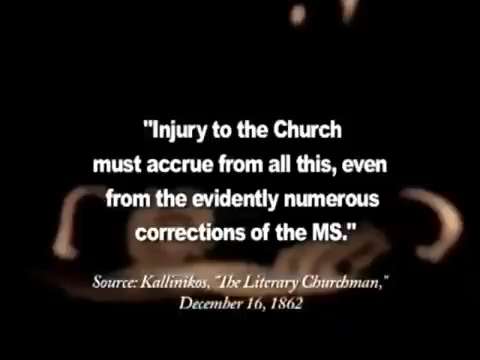 "Injury to the Church
must accrue from all this, even
from the evidently numerous
corrections of the MS."
Source: Kallinikos, "The Literary Churchman,"
December 16, 1862